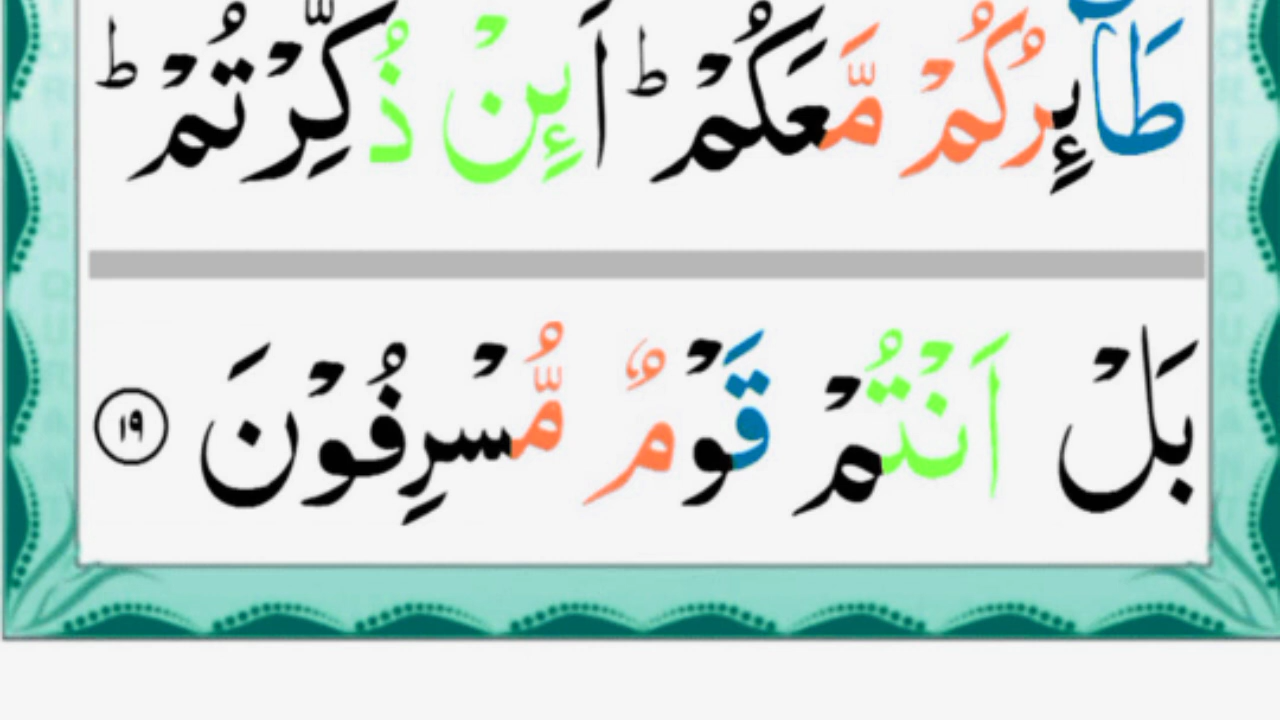 طَآئِرُكُمْ مَّعَكُمْ ؕ اَئِنْ ذُكِّرْتُمْ ؕ
بَلْ اَنْتُمْ قَوْمٌ مُّسْرِفُوْنَ ۱۹